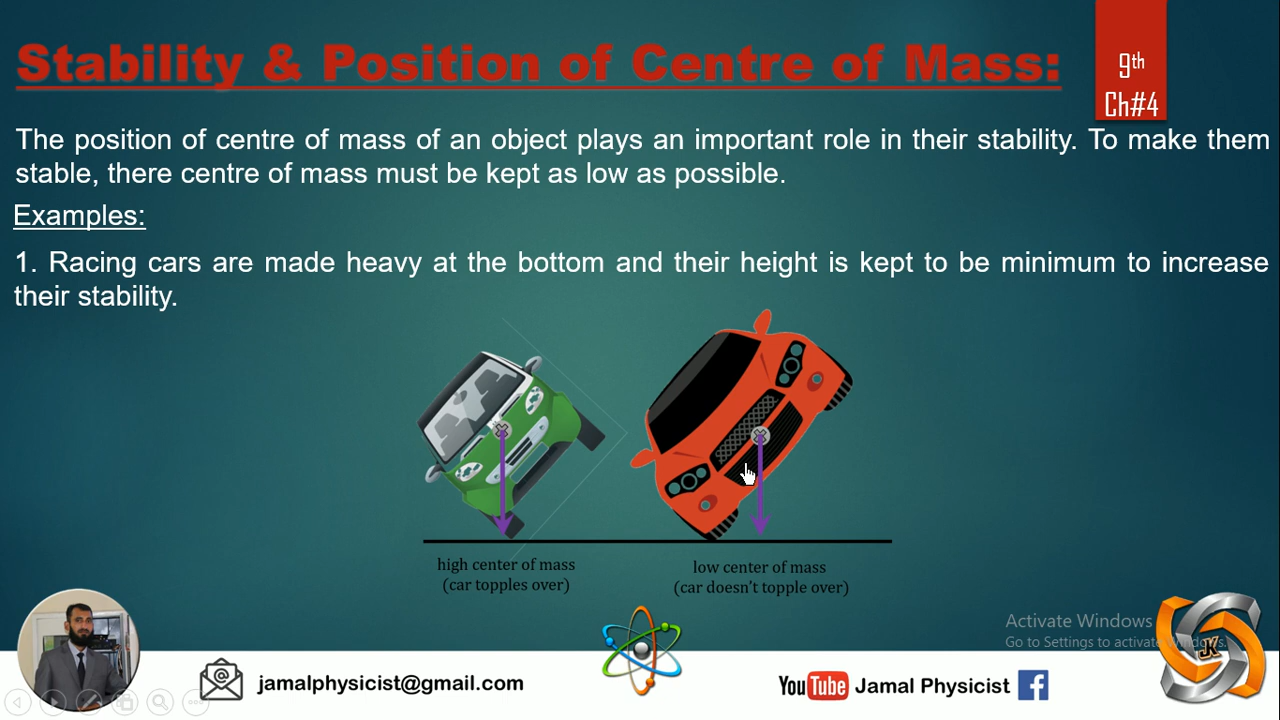 Stability & Position of Centre of Mass:
9th
Ch#4
The position of centre of mass of an object plays an important role in their stability. To make them
stable, there centre of mass must be kept as low as possible.
Examples:
1. Racing cars are made heavy at the bottom and their height is kept to be minimum to increase
their stability.
high center of mass
(car topples over)
low center of mass
(car doesn't topple over)
Activate Windows
Go to Settings to activate Windows.
JK
jamalphysicist@gmail.com
YouTube Jamal Physicist f